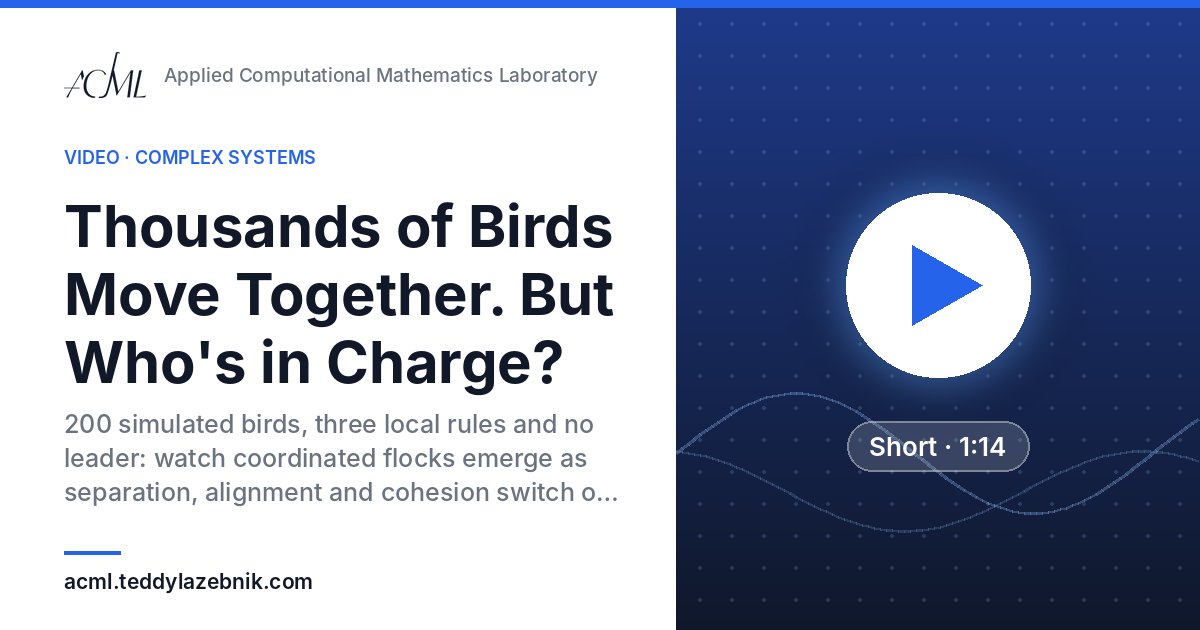 ACML Applied Computational Mathematics Laboratory
VIDEO · COMPLEX SYSTEMS
Thousands of Birds
Move Together. But
Who's in Charge?
200 simulated birds, three local rules and no
leader: watch coordinated flocks emerge as
separation, alignment and cohesion switch o…
Short · 1:14
acml.teddylazebnik.com